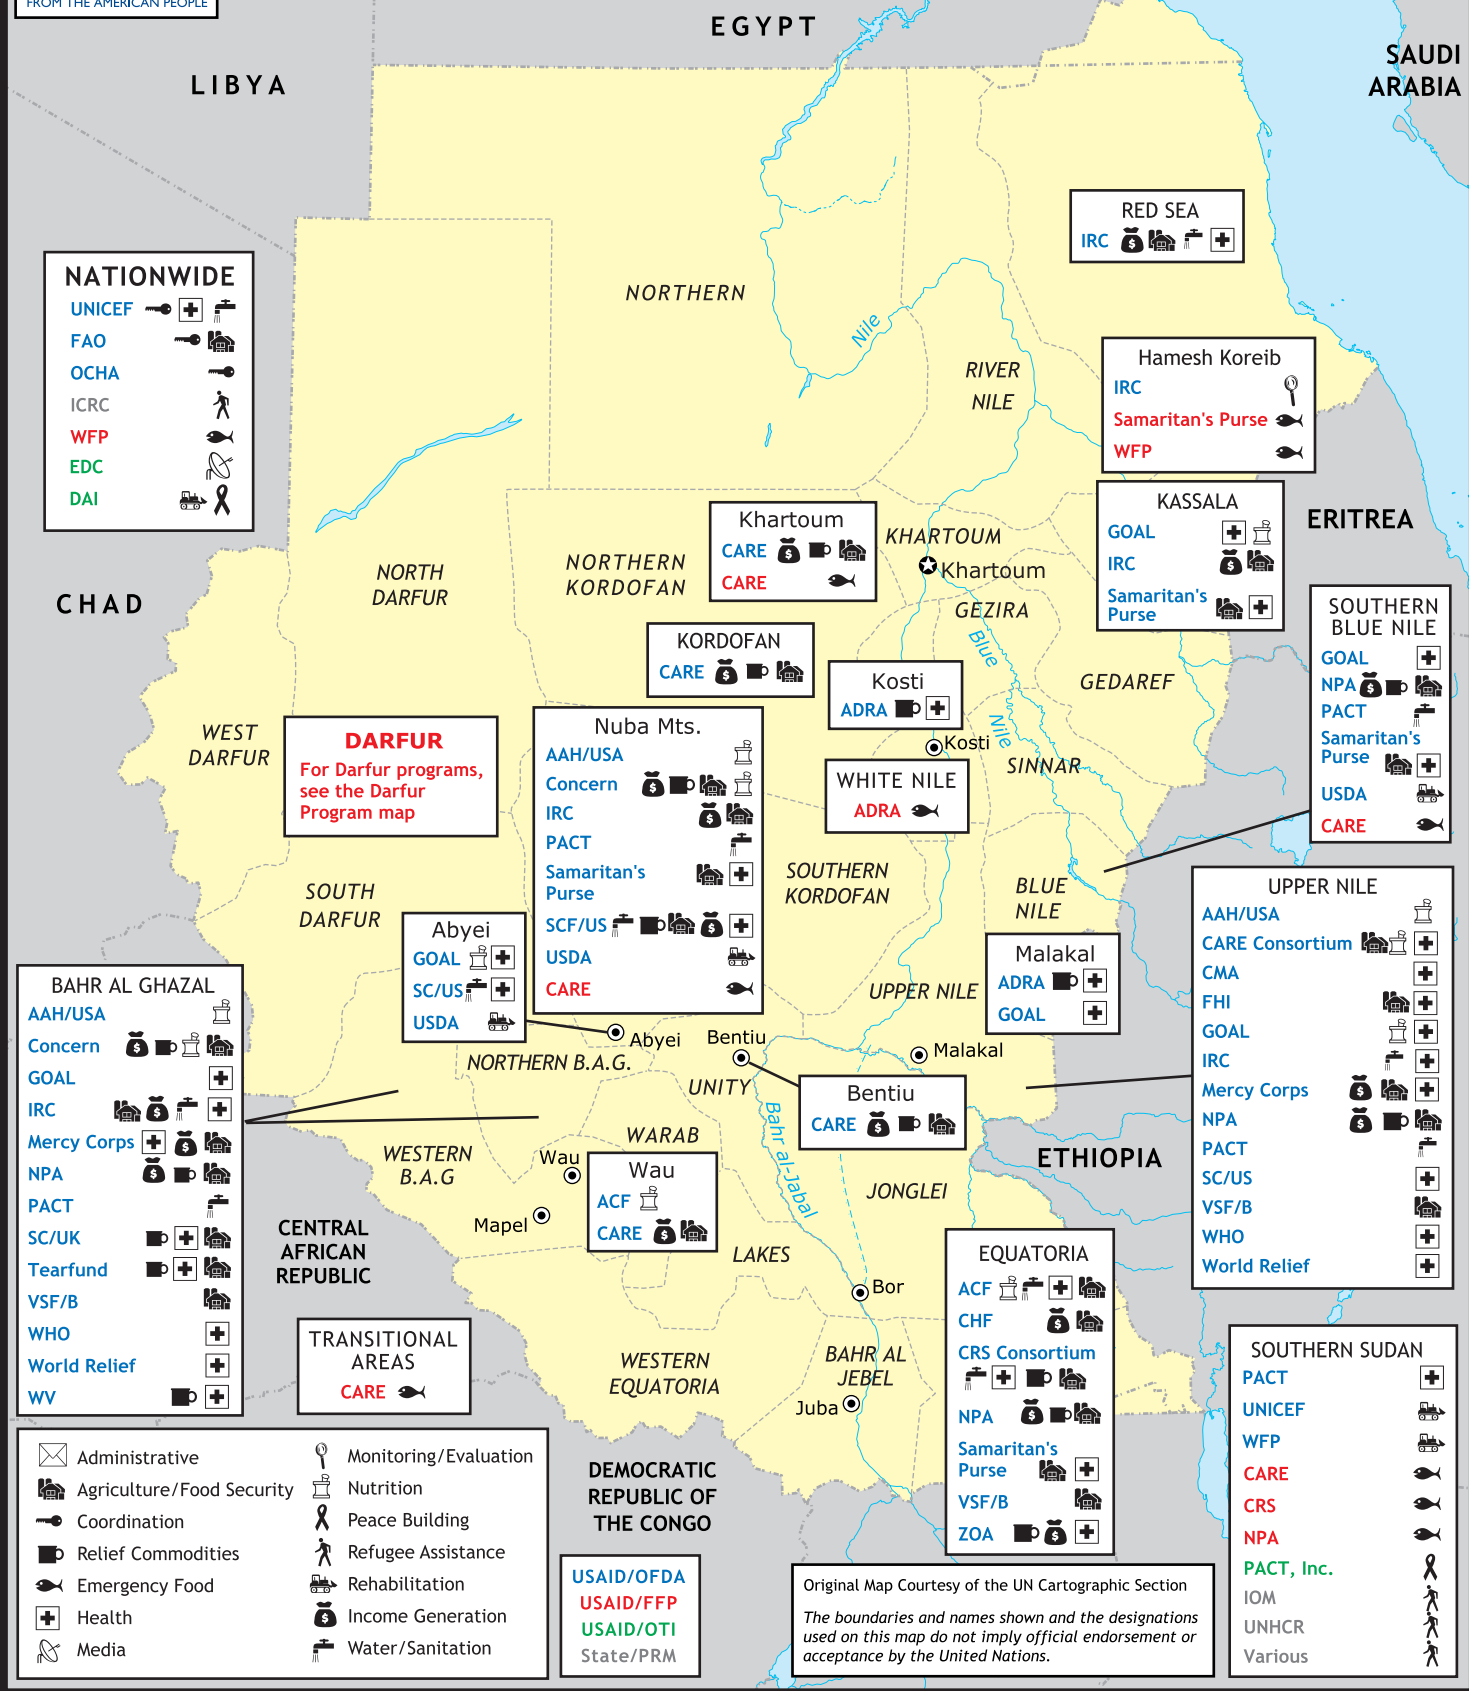 FROM THE AMERICAN PEOPLE
EGYPT
SAUDI
ARABIA
LIBYA
RED SEA
IRC
NATIONWIDE
UNICEF
FAO
OCHA
ICRC
WFP
EDC
DAI
NORTHERN
Nile
RIVER
NILE
Hamesh Koreib
IRC
Samaritan's Purse
WFP
KASSALA
GOAL
IRC
Samaritan's
Purse
ERITREA
Khartoum
CARE
CARE
KHARTOUM
Khartoum
NORTHERN
KORDOFAN
NORTH
DARFUR
CHAD
GEZIRA
Blue
Nile
SOUTHERN
BLUE NILE
GOAL
NPA
PACT
Samaritan's
Purse
USDA
CARE
KORDOFAN
CARE
Kosti
ADRA
Kosti
GEDAREF
SINNAR
WEST
DARFUR
DARFUR
For Darfur programs,
see the Darfur
Program map
Nuba Mts.
AAH/USA
Concern
IRC
PACT
Samaritan's
Purse
SCF/US
USDA
CARE
WHITE NILE
ADRA
SOUTHERN
KORDOFAN
BLUE
NILE
SOUTH
DARFUR
Abyei
GOAL
SC/US
USDA
Abyei
UPPER NILE
AAH/USA
CARE Consortium
CMA
FHI
GOAL
IRC
Mercy Corps
NPA
PACT
SC/US
VSF/B
WHO
World Relief
Malakal
ADRA
GOAL
UPPER NILE
Malakal
Bentiu
BAHR AL GHAZAL
AAH/USA
Concern
GOAL
IRC
Mercy Corps
NPA
PACT
SC/UK
Tearfund
VSF/B
WHO
World Relief
WV
NORTHERN B.A.G.
UNITY
Bentiu
CARE
Bahr al-Jabal
WARAB
WESTERN
B.A.G
Wau
Wau
ACF
CARE
Mapel
ETHIOPIA
JONGLEI
CENTRAL
AFRICAN
REPUBLIC
LAKES
Bor
EQUATORIA
ACF
CHF
CRS Consortium
NPA
Samaritan's
Purse
VSF/B
ZOA
TRANSITIONAL
AREAS
CARE
WESTERN
EQUATORIA
BAHR AL
JEBEL
Juba
SOUTHERN SUDAN
PACT
UNICEF
WFP
CARE
CRS
NPA
PACT, Inc.
IOM
UNHCR
Various
Administrative
Agriculture/Food Security
Coordination
Relief Commodities
Emergency Food
Health
Media
Monitoring/Evaluation
Nutrition
Peace Building
Refugee Assistance
Rehabilitation
Income Generation
Water/Sanitation
DEMOCRATIC
REPUBLIC OF
THE CONGO
USAID/OFDA
USAID/FFP
USAID/OTI
State/PRM
Original Map Courtesy of the UN Cartographic Section
The boundaries and names shown and the designations
used on this map do not imply official endorsement or
acceptance by the United Nations.